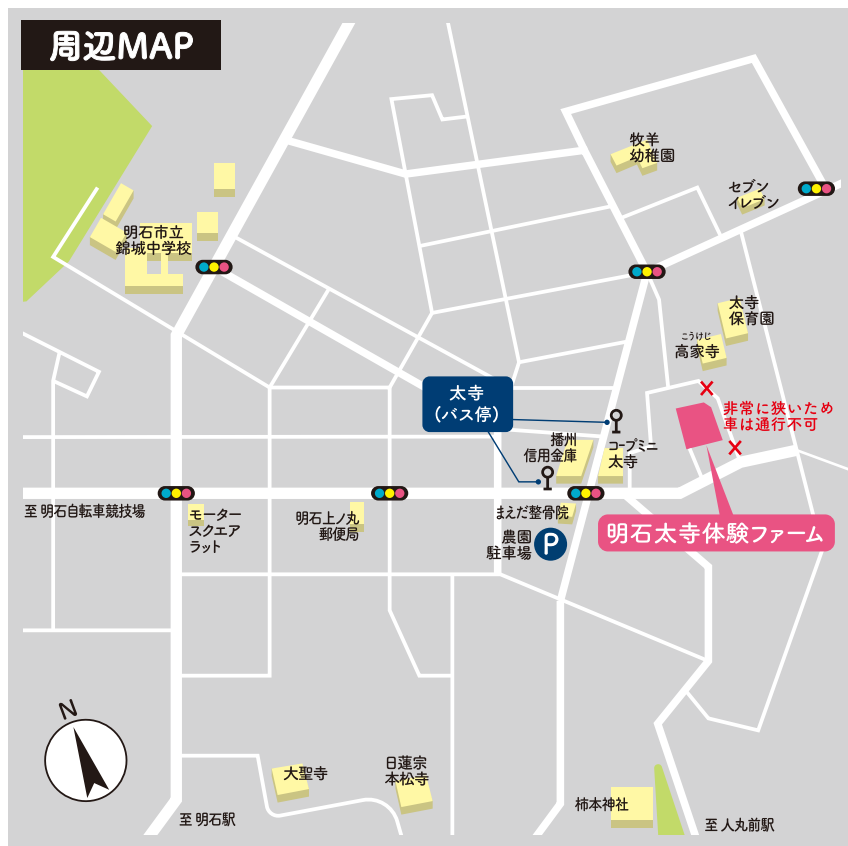 周辺MAP
牧羊
幼稚園
セブン
イレブン
明石市立
錦城中学校
太寺
保育園
こうけじ
高家寺
太寺
（バス停）
非常に狭いため
車は通行不可
播州
信用金庫
コープミニ
太寺
至 明石自転車競技場
モーター
スクエア
ラット
明石上ノ丸
郵便局
まえだ整骨院
農園
駐車場
P
明石太寺体験ファーム
N
大聖寺
日蓮宗
本松寺
柿本神社
至 明石駅
至 人丸前駅